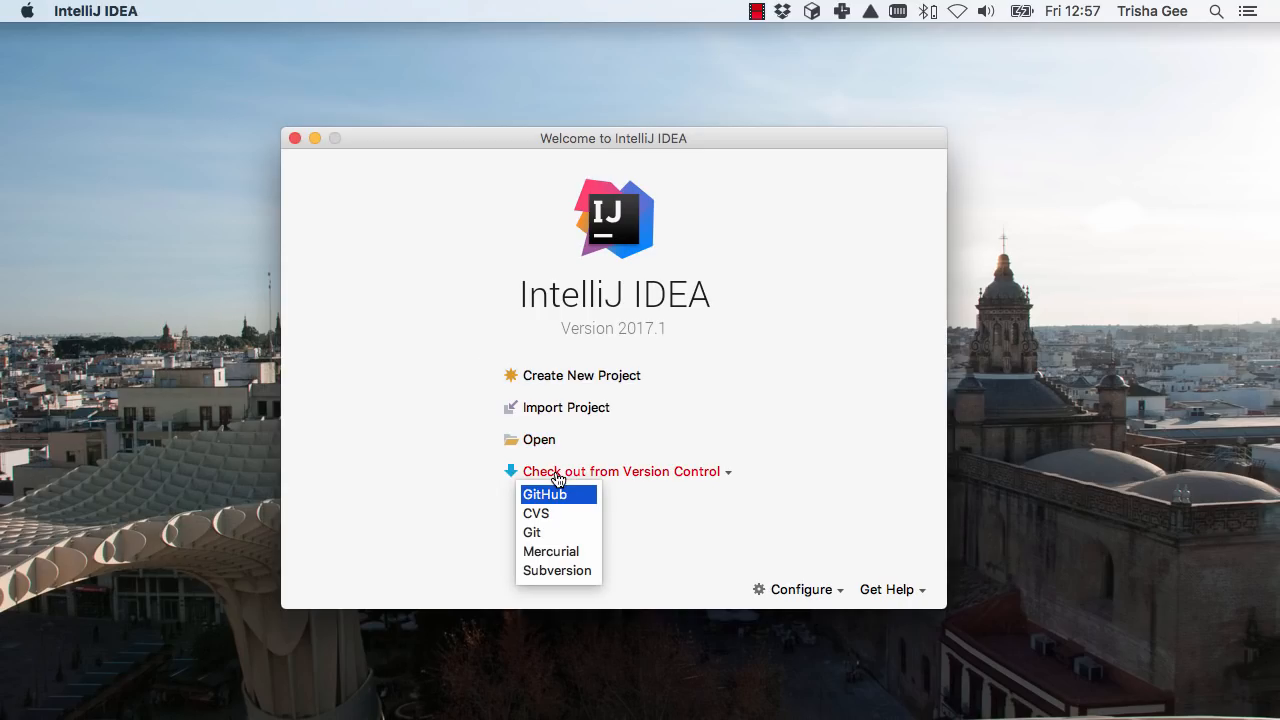 IntelliJ IDEA
Fri 12:57 Trisha Gee
Welcome to IntelliJ IDEA
IJ
IntelliJ IDEA
Version 2017.1
Create New Project
Import Project
Open
Check out from Version Control
GitHub
CVS
Git
Mercurial
Subversion
Configure Get Help